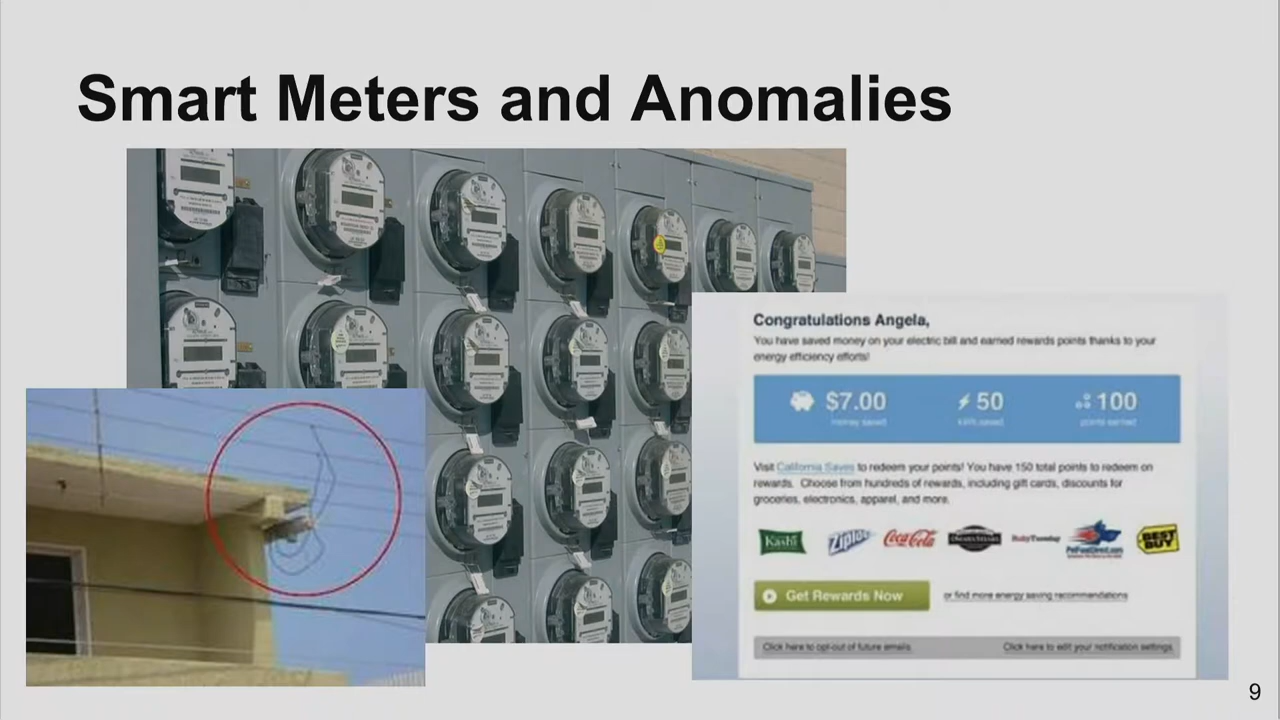 Smart Meters and Anomalies
Congratulations Angela,
You have saved money on your electric bill and earned rewards points thanks to your
energy efficiency efforts!
$7.00
50
100
money saved
kWh saved
points earned
Visit California Saves to redeem your points! You have 150 total points to redeem on
rewards. Choose from hundreds of rewards, including gift cards, discounts for
groceries, electronics, apparel, and more.
Kashi
Ziploc
Coca-Cola
Omaha Steaks
Ruby Tuesday
PetFoodDirect.com
BEST BUY
Get Rewards Now
or find more energy saving recommendations
Click here to opt-out of future emails.
Click here to edit your notification settings.
9